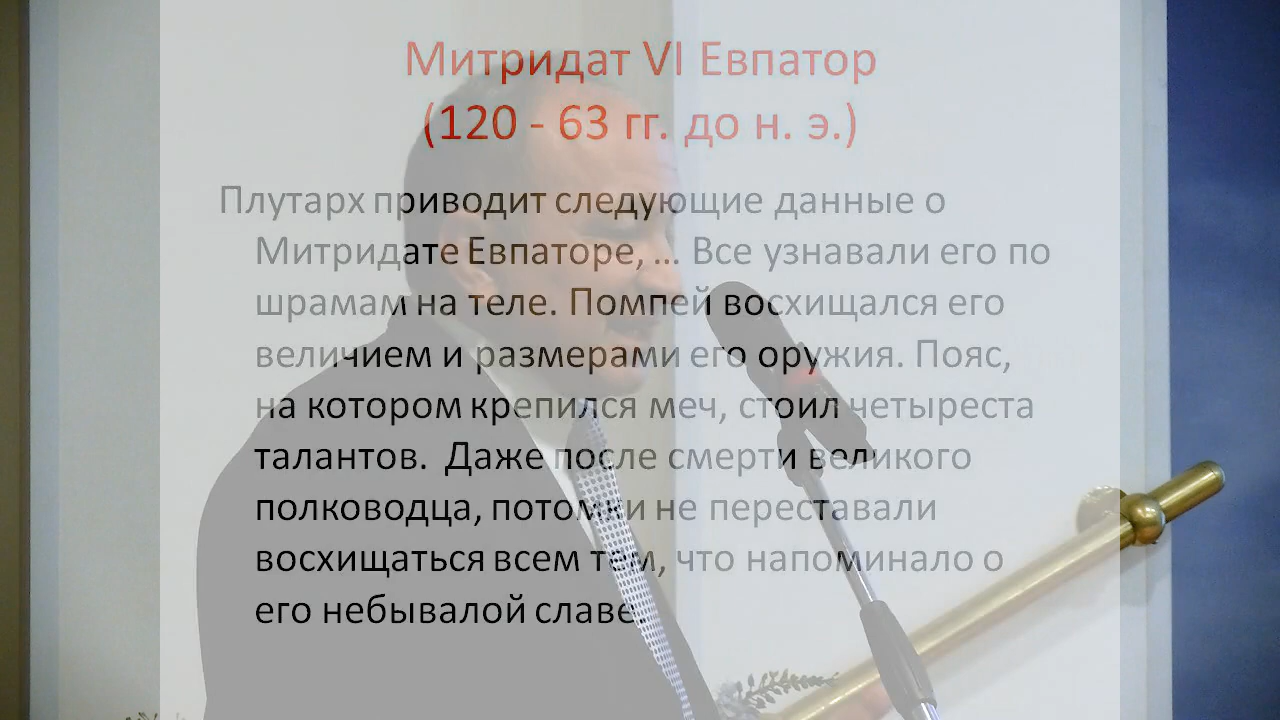 Митридат VI Евпатор
(120 - 63 гг. до н. э.)
Плутарх приводит следующие данные о
Митридате Евпаторе, ... Все узнавали его по
шрамам на теле. Помпей восхищался его
величием и размерами его оружия. Пояс,
на котором крепился меч, стоил четыреста
талантов. Даже после смерти великого
полководца, потомки не переставали
восхищаться всем тем, что напоминало о
его небывалой славе.